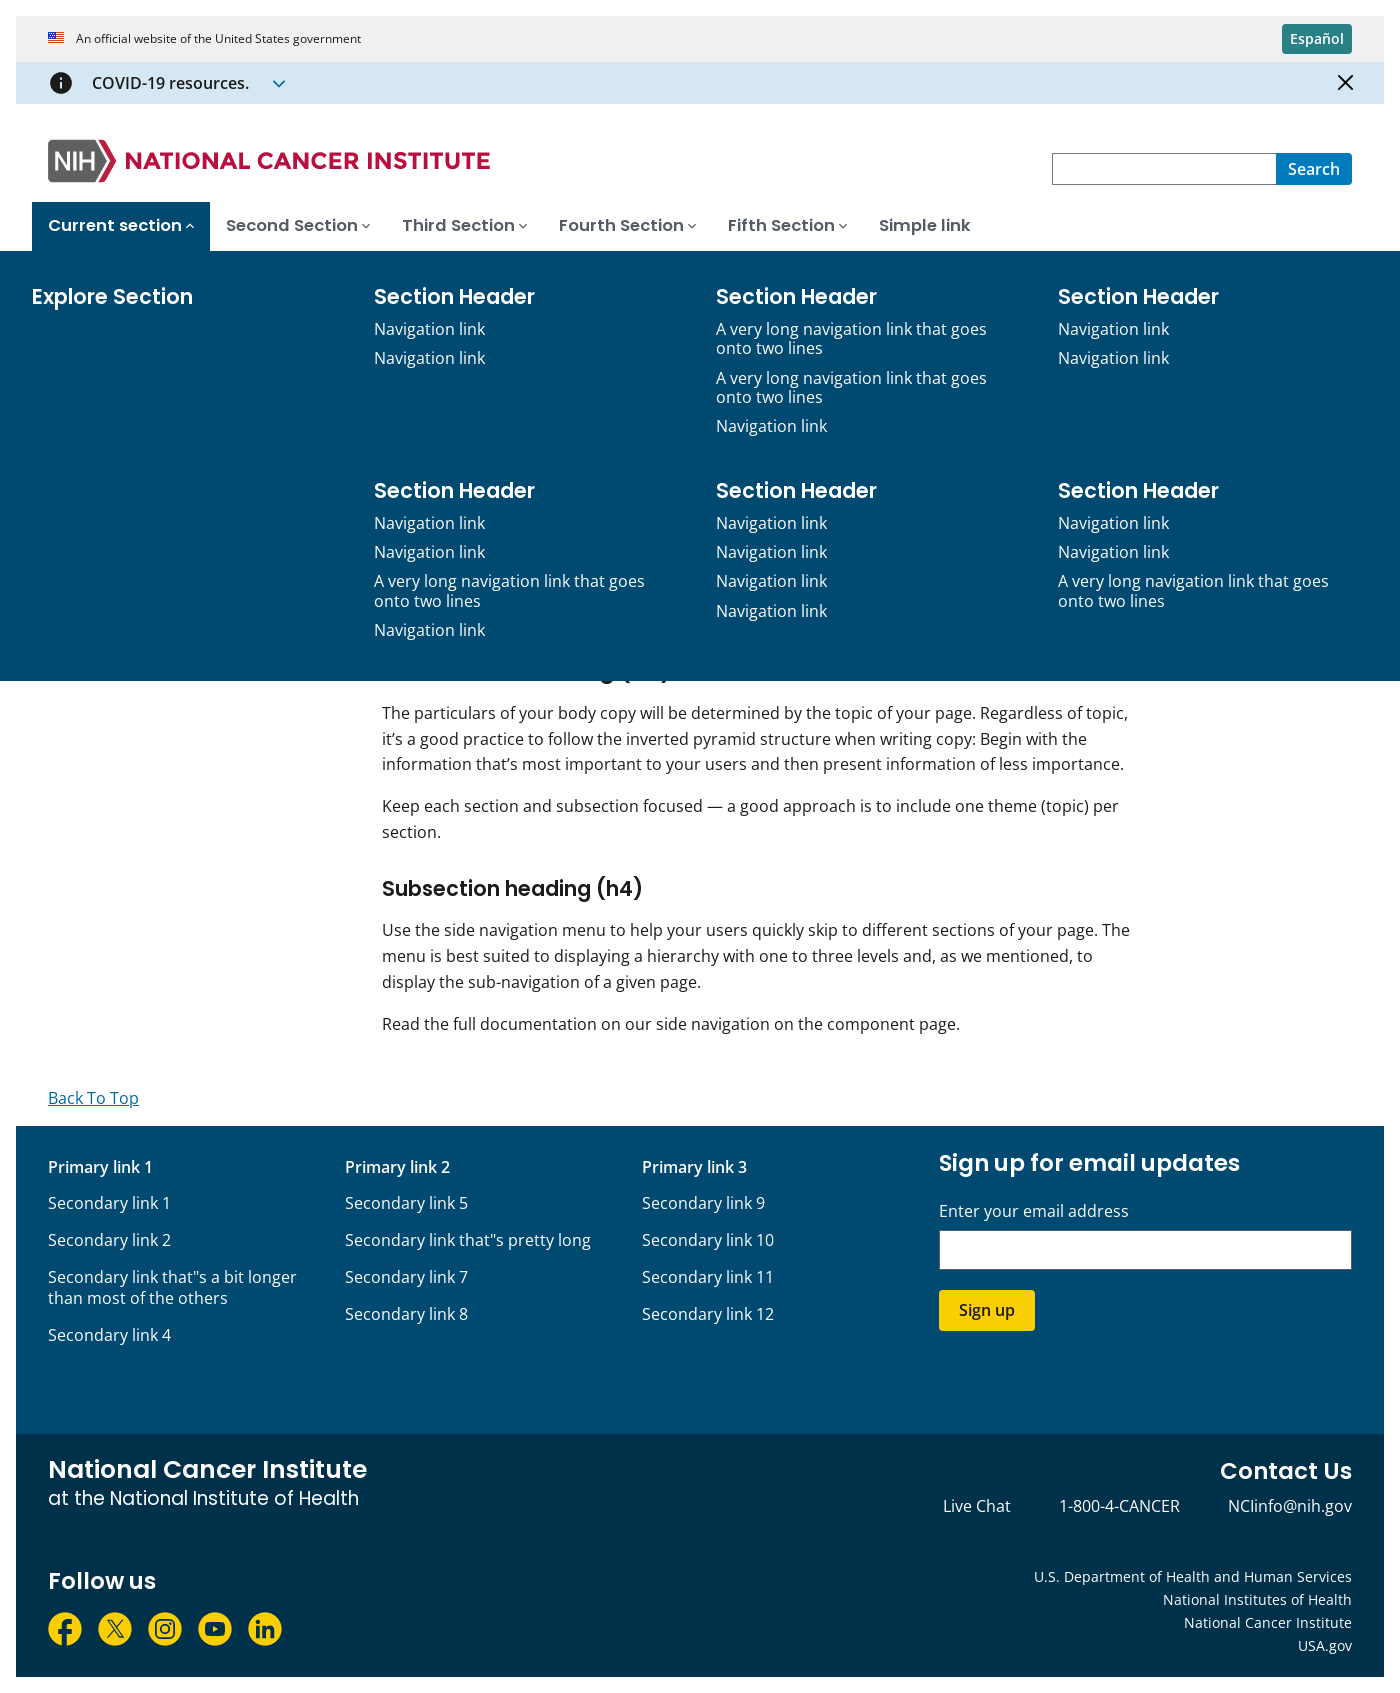 An official website of the United States government
Español
COVID-19 resources.
NIH NATIONAL CANCER INSTITUTE
Search
Current section
Second Section
Third Section
Fourth Section
Fifth Section
Simple link
Explore Section
Section Header
Navigation link
Navigation link
Section Header
A very long navigation link that goes
onto two lines
A very long navigation link that goes
onto two lines
Navigation link
Section Header
Navigation link
Navigation link
Section Header
Navigation link
Navigation link
A very long navigation link that goes
onto two lines
Navigation link
Section Header
Navigation link
Navigation link
Navigation link
Navigation link
Section Header
Navigation link
Navigation link
A very long navigation link that goes
onto two lines
The particulars of your body copy will be determined by the topic of your page. Regardless of topic,
it’s a good practice to follow the inverted pyramid structure when writing copy: Begin with the
information that’s most important to your users and then present information of less importance.
Keep each section and subsection focused — a good approach is to include one theme (topic) per
section.
Subsection heading (h4)
Use the side navigation menu to help your users quickly skip to different sections of your page. The
menu is best suited to displaying a hierarchy with one to three levels and, as we mentioned, to
display the sub-navigation of a given page.
Read the full documentation on our side navigation on the component page.
Back To Top
Primary link 1
Secondary link 1
Secondary link 2
Secondary link that"s a bit longer
than most of the others
Secondary link 4
Primary link 2
Secondary link 5
Secondary link that"s pretty long
Secondary link 7
Secondary link 8
Primary link 3
Secondary link 9
Secondary link 10
Secondary link 11
Secondary link 12
Sign up for email updates
Enter your email address
Sign up
National Cancer Institute
at the National Institute of Health
Contact Us
Live Chat
1-800-4-CANCER
NCIinfo@nih.gov
Follow us
U.S. Department of Health and Human Services
National Institutes of Health
National Cancer Institute
USA.gov